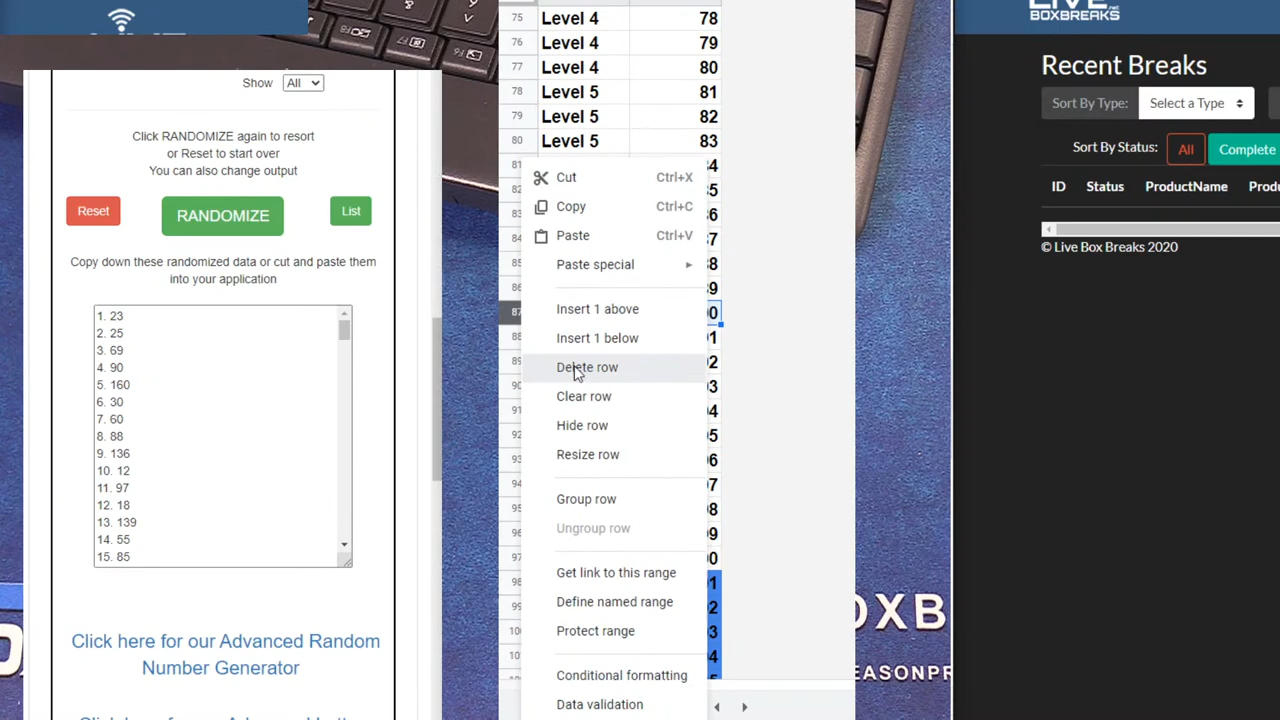 Show All
Click RANDOMIZE again to resort
or Reset to start over
You can also change output
Reset
RANDOMIZE
List
Copy down these randomized data or cut and paste them
into your application
1. 23
2. 25
3. 69
4. 90
5. 160
6. 30
7. 60
8. 88
9. 136
10. 12
11. 97
12. 18
13. 139
14. 55
15. 85
Click here for our Advanced Random
Number Generator
75 Level 4 78
76 Level 4 79
77 Level 4 80
78 Level 5 81
79 Level 5 82
80 Level 5 83
Cut Ctrl+X
Copy Ctrl+C
Paste Ctrl+V
Paste special
Insert 1 above
Insert 1 below
Delete row
Clear row
Hide row
Resize row
Group row
Ungroup row
Get link to this range
Define named range
Protect range
Conditional formatting
Data validation
BOXBREAKS
Recent Breaks
Sort By Type: Select a Type
Sort By Status: All Complete
ID Status ProductName
© Live Box Breaks 2020